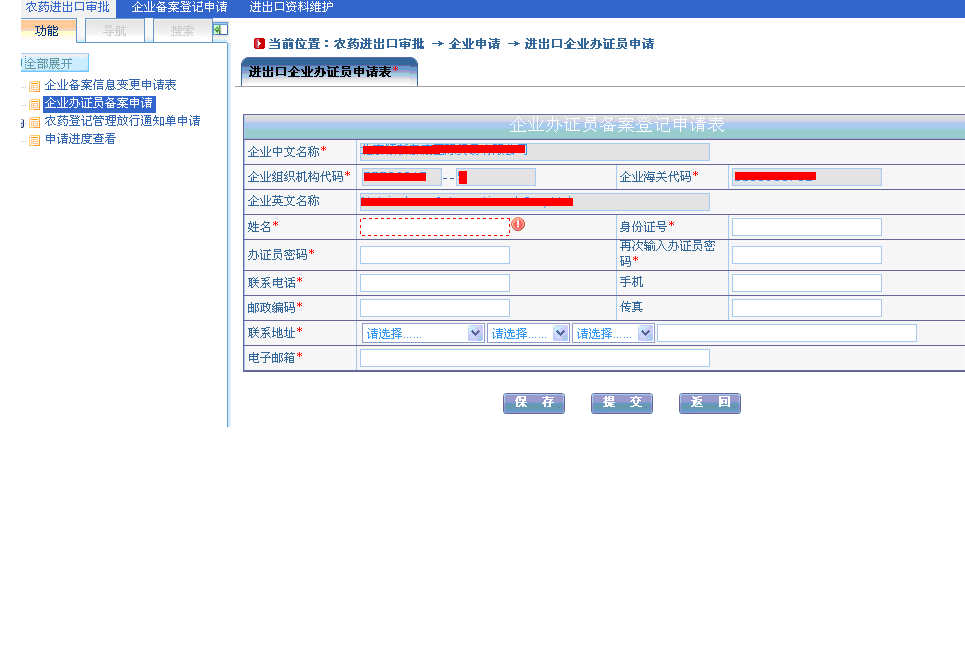 农药进出口审批 企业备案登记申请 进出口资料维护
功能 导航 搜索
当前位置：农药进出口审批 → 企业申请 → 进出口企业办证员申请
全部展开
进出口企业办证员申请表*
企业备案信息变更申请表
企业办证员备案申请
农药登记管理放行通知单申请
申请进度查看
企业办证员备案登记申请表
企业中文名称*
企业组织机构代码* -- 企业海关代码*
企业英文名称
姓名* 身份证号*
办证员密码* 再次输入办证员密
码*
联系电话* 手机
邮政编码* 传真
联系地址* 请选择...... 请选择...... 请选择......
电子邮箱*
保 存 提 交 返 回